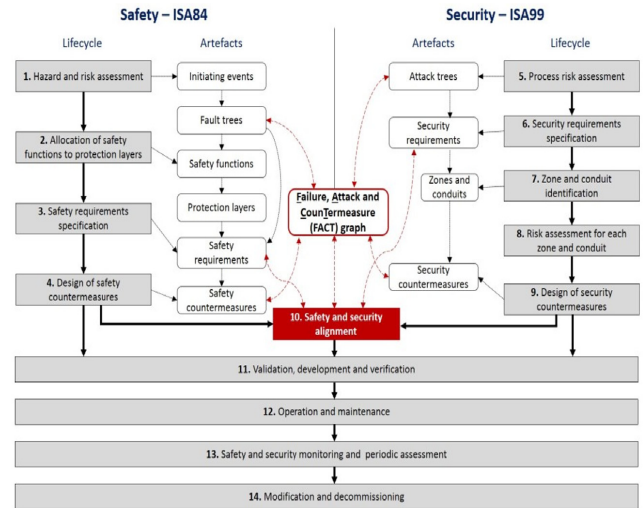 Safety – ISA84
Security – ISA99
Lifecycle
Artefacts
Artefacts
Lifecycle
1. Hazard and risk assessment
Initiating events
Attack trees
5. Process risk assessment
Fault trees
Security
requirements
6. Security requirements
specification
2. Allocation of safety
functions to protection layers
Safety functions
Zones and
conduits
7. Zone and conduit
identification
Protection layers
Failure, Attack and
CounTermeasure
(FACT) graph
3. Safety requirements
specification
8. Risk assessment for each
zone and conduit
Safety
requirements
4. Design of safety
countermeasures
Security
countermeasures
9. Design of security
countermeasures
Safety
countermeasures
10. Safety and security
alignment
11. Validation, development and verification
12. Operation and maintenance
13. Safety and security monitoring and periodic assessment
14. Modification and decommissioning